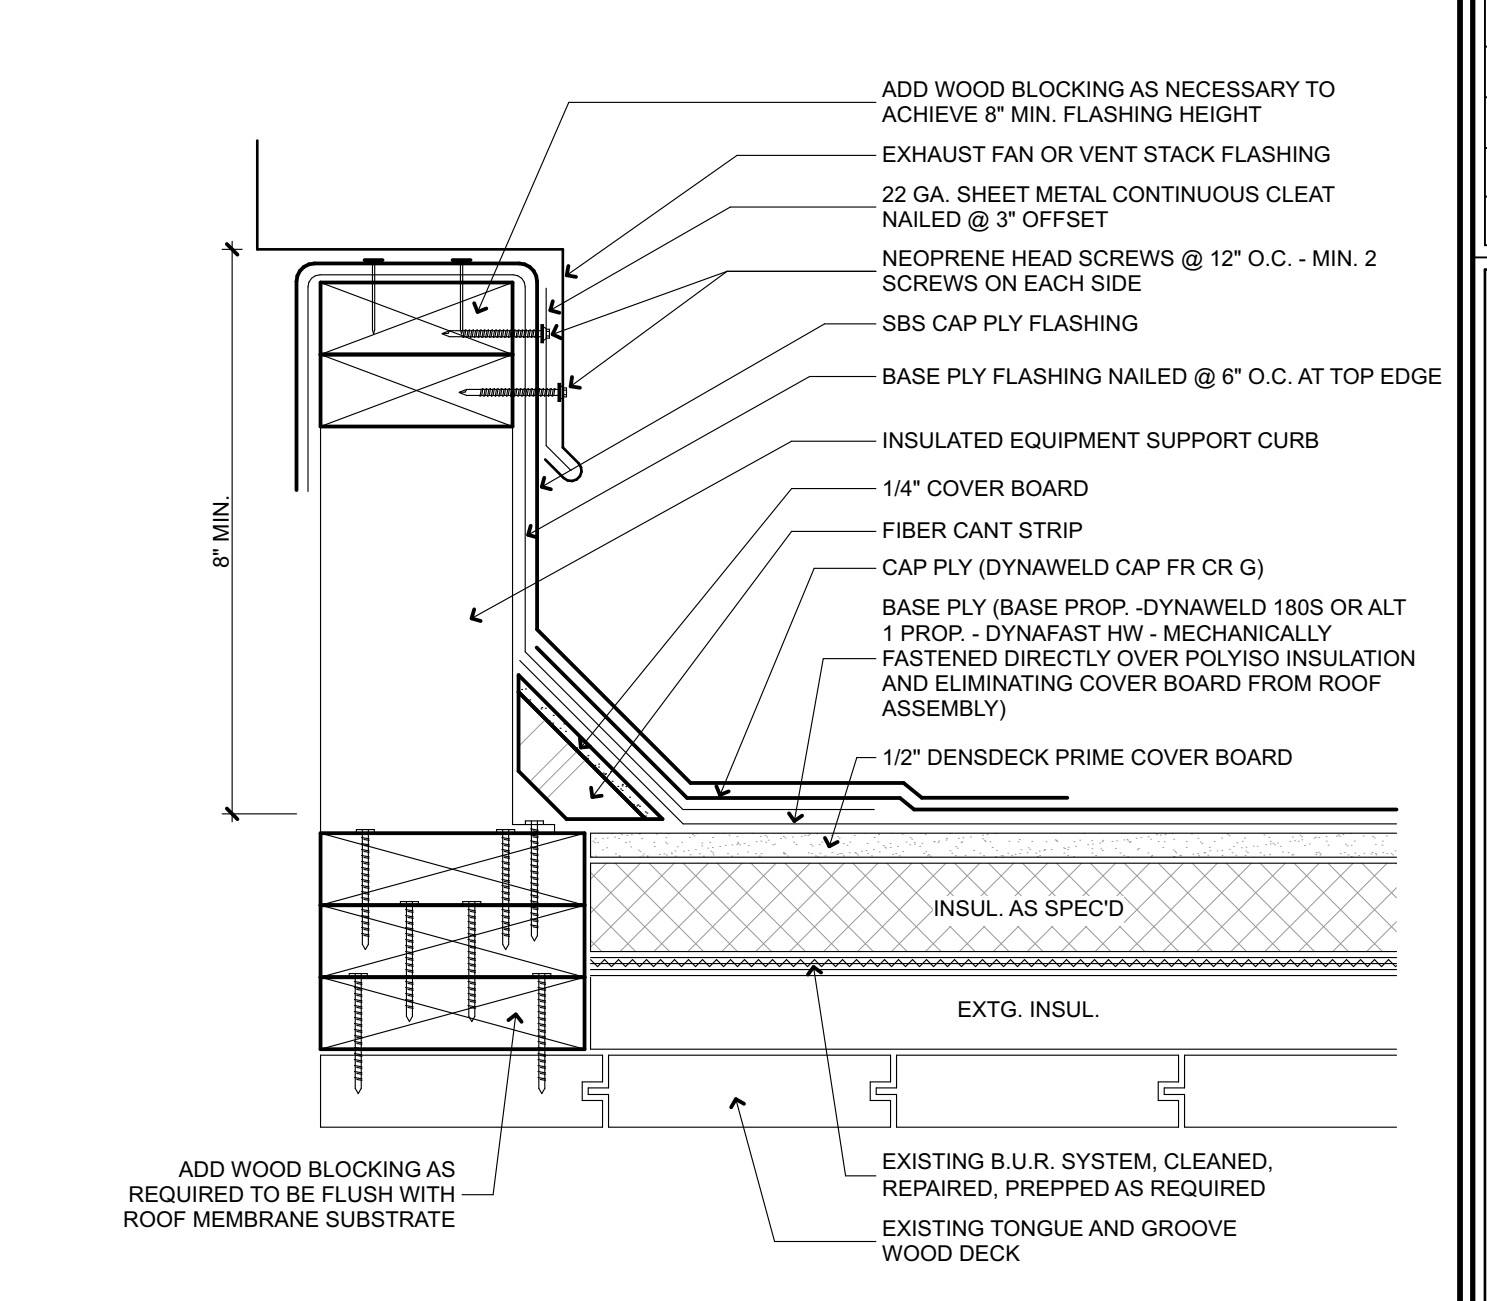 ADD WOOD BLOCKING AS NECESSARY TO
ACHIEVE 8" MIN. FLASHING HEIGHT
EXHAUST FAN OR VENT STACK FLASHING
22 GA. SHEET METAL CONTINUOUS CLEAT
NAILED @ 3" OFFSET
NEOPRENE HEAD SCREWS @ 12" O.C. - MIN. 2
SCREWS ON EACH SIDE
SBS CAP PLY FLASHING
BASE PLY FLASHING NAILED @ 6" O.C. AT TOP EDGE
INSULATED EQUIPMENT SUPPORT CURB
1/4" COVER BOARD
FIBER CANT STRIP
CAP PLY (DYNAWELD CAP FR CR G)
BASE PLY (BASE PROP. -DYNAWELD 180S OR ALT
1 PROP. - DYNAFAST HW - MECHANICALLY
FASTENED DIRECTLY OVER POLYISO INSULATION
AND ELIMINATING COVER BOARD FROM ROOF
ASSEMBLY)
1/2" DENSDECK PRIME COVER BOARD
8" MIN.
INSUL. AS SPEC'D
EXTG. INSUL.
ADD WOOD BLOCKING AS
REQUIRED TO BE FLUSH WITH
ROOF MEMBRANE SUBSTRATE
EXISTING B.U.R. SYSTEM, CLEANED,
REPAIRED, PREPPED AS REQUIRED
EXISTING TONGUE AND GROOVE
WOOD DECK